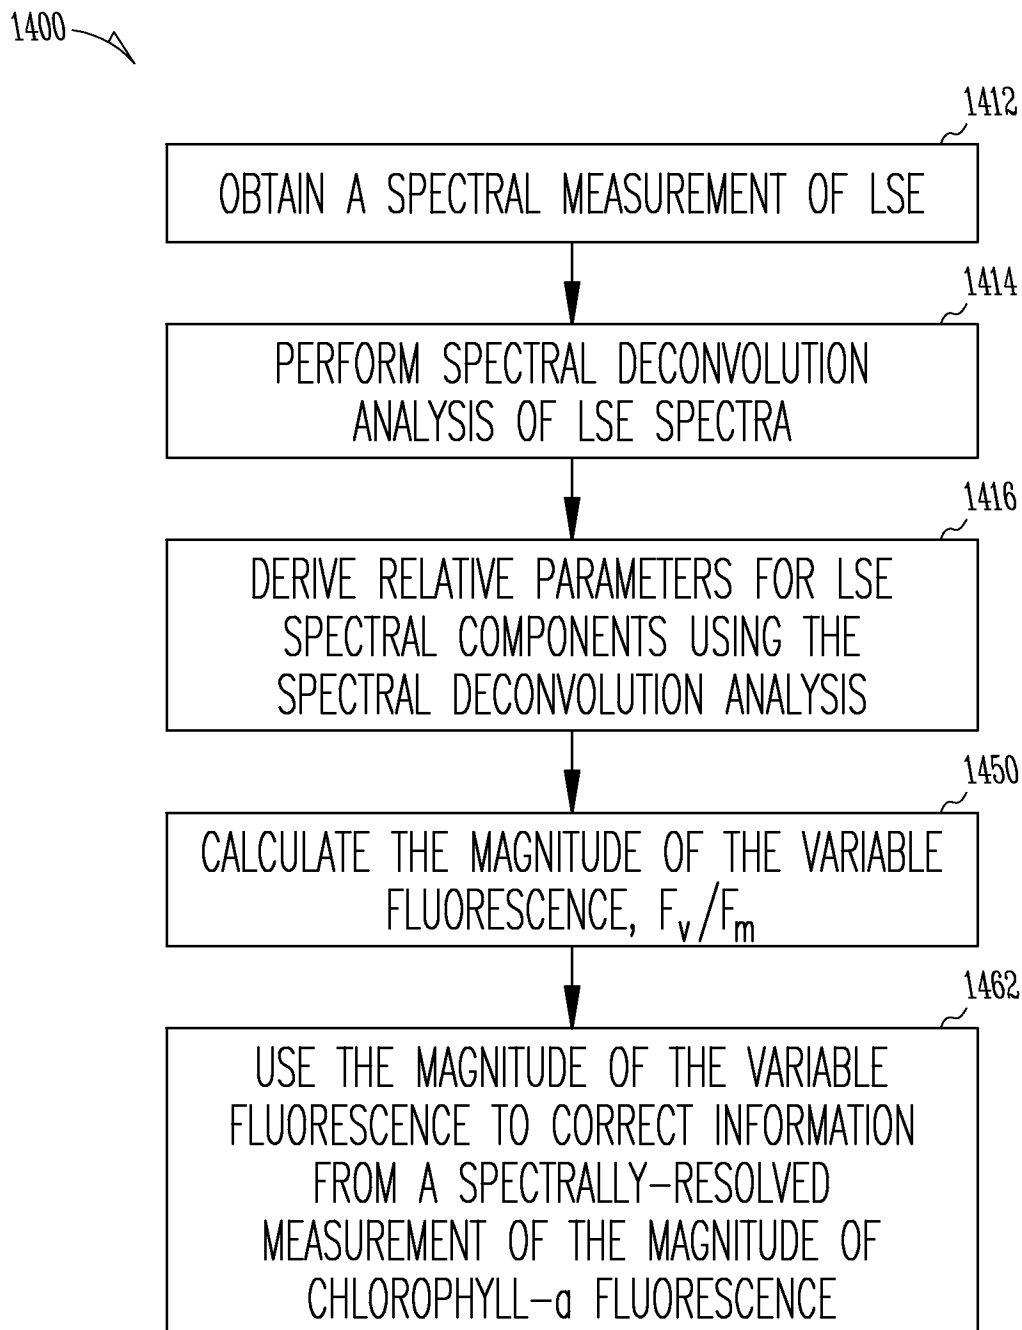 1400
1412
OBTAIN A SPECTRAL MEASUREMENT OF LSE
1414
PERFORM SPECTRAL DECONVOLUTION
ANALYSIS OF LSE SPECTRA
1416
DERIVE RELATIVE PARAMETERS FOR LSE
SPECTRAL COMPONENTS USING THE
SPECTRAL DECONVOLUTION ANALYSIS
1450
CALCULATE THE MAGNITUDE OF THE VARIABLE
FLUORESCENCE, Fv/Fm
1462
USE THE MAGNITUDE OF THE VARIABLE
FLUORESCENCE TO CORRECT INFORMATION
FROM A SPECTRALLY-RESOLVED
MEASUREMENT OF THE MAGNITUDE OF
CHLOROPHYLL-a FLUORESCENCE